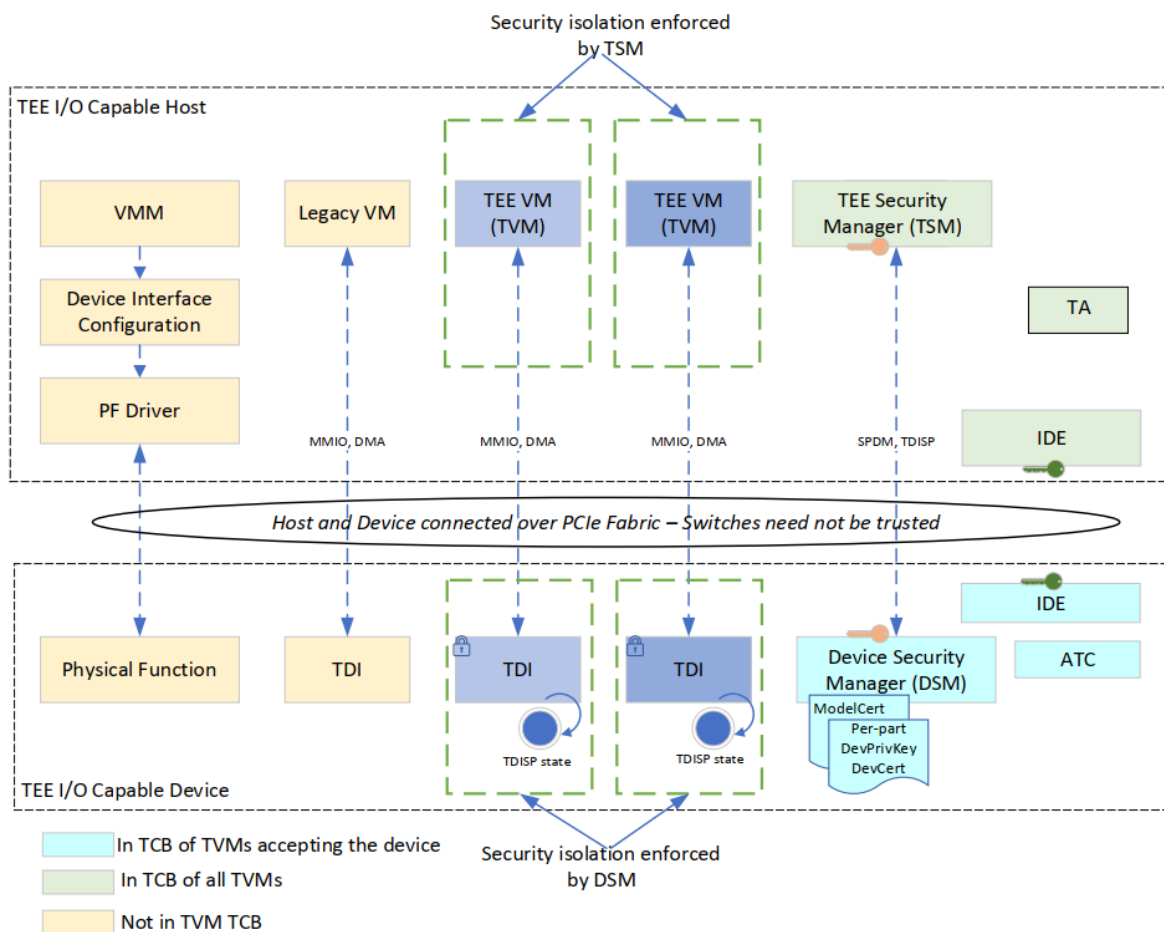 Security isolation enforced
by TSM
TEE I/O Capable Host
VMM
Legacy VM
TEE VM
(TVM)
TEE VM
(TVM)
TEE Security
Manager (TSM)
Device Interface
Configuration
TA
PF Driver
MMIO, DMA
MMIO, DMA
MMIO, DMA
SPDM, TDISP
IDE
Host and Device connected over PCIe Fabric – Switches need not be trusted
IDE
Physical Function
TDI
TDI
TDI
Device Security
Manager (DSM)
ATC
ModelCert
Per-part
DevPrivKey
DevCert
TDISP state
TDISP state
TEE I/O Capable Device
In TCB of TVMs accepting the device
Security isolation enforced
by DSM
In TCB of all TVMs
Not in TVM TCB